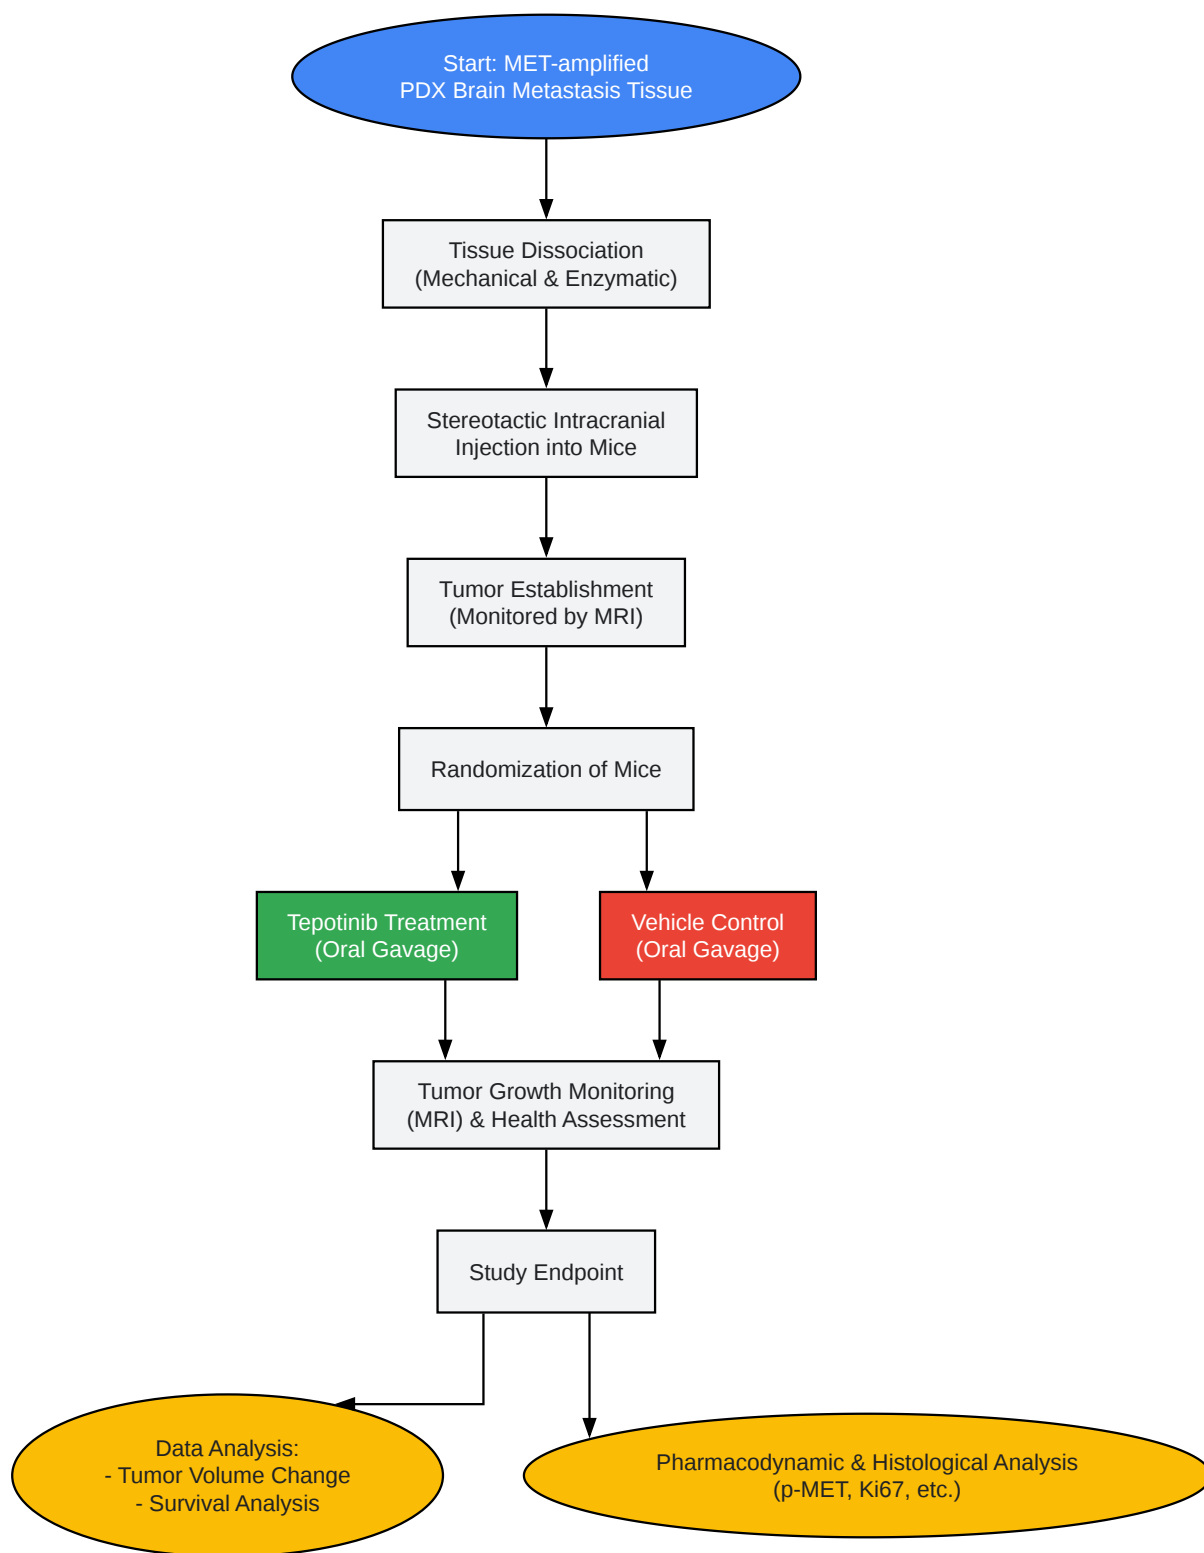 Start: MET-amplified
PDX Brain Metastasis Tissue
Tissue Dissociation
(Mechanical & Enzymatic)
Stereotactic Intracranial
Injection into Mice
Tumor Establishment
(Monitored by MRI)
Randomization of Mice
Tepotinib Treatment
(Oral Gavage)
Vehicle Control
(Oral Gavage)
Tumor Growth Monitoring
(MRI) & Health Assessment
Study Endpoint
Data Analysis:
- Tumor Volume Change
- Survival Analysis
Pharmacodynamic & Histological Analysis
(p-MET, Ki67, etc.)